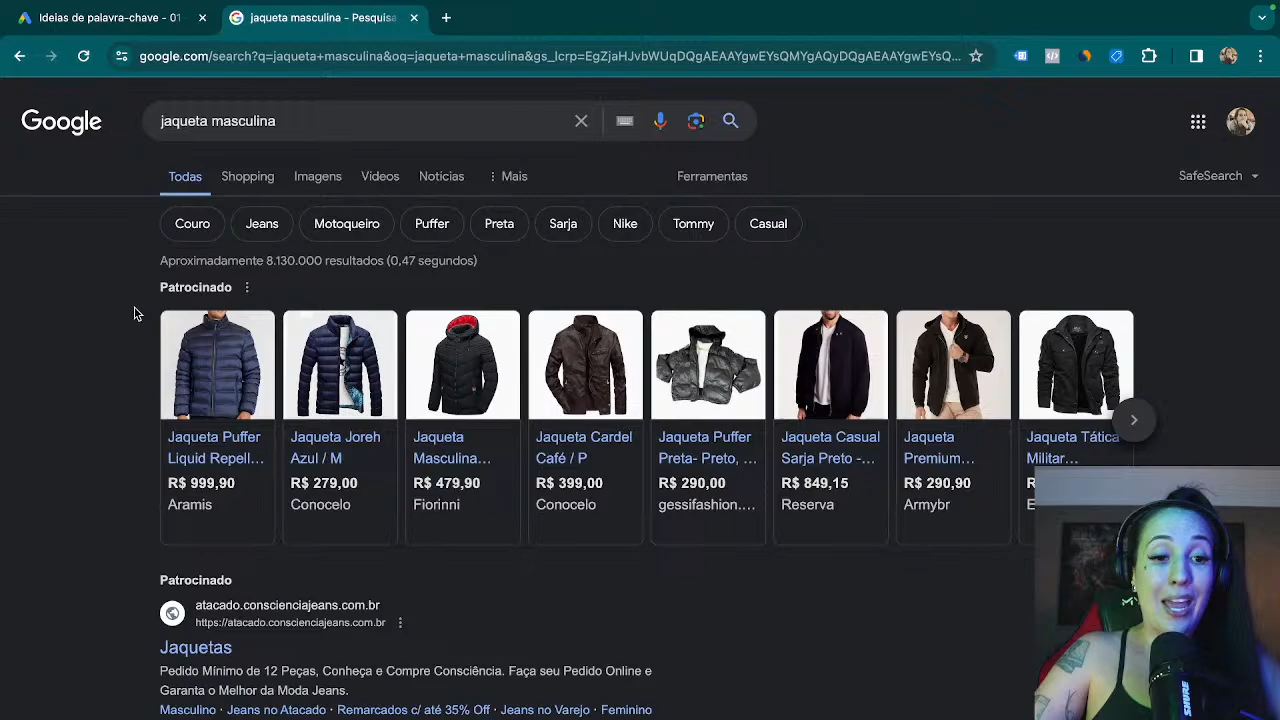 Ideias de palavra-chave - 01
jaqueta masculina - Pesquisa
google.com/search?q=jaqueta+masculina&oq=jaqueta+masculina&gs_lcrp=EgZjaHJvbWUqDQgAEAAYgwEYsQMYgAQyDQgAEAAYgwEYsQ...
Google
jaqueta masculina
Todas
Shopping
Imagens
Vídeos
Notícias
Mais
Ferramentas
SafeSearch
Couro
Jeans
Motoqueiro
Puffer
Preta
Sarja
Nike
Tommy
Casual
Aproximadamente 8.130.000 resultados (0,47 segundos)
Patrocinado
Jaqueta Puffer
Liquid Repell...
R$ 999,90
Aramis
Jaqueta Joreh
Azul / M
R$ 279,00
Conocelo
Jaqueta
Masculina...
R$ 479,90
Fiorinni
Jaqueta Cardel
Café / P
R$ 399,00
Conocelo
Jaqueta Puffer
Preta- Preto, ...
R$ 290,00
gessifashion....
Jaqueta Casual
Sarja Preto -...
R$ 849,15
Reserva
Jaqueta
Premium...
R$ 290,90
Armybr
Jaqueta Tática
Militar...
Patrocinado
atacado.conscienciajeans.com.br
https://atacado.conscienciajeans.com.br
Jaquetas
Pedido Mínimo de 12 Peças, Conheça e Compre Consciência. Faça seu Pedido Online e
Garanta o Melhor da Moda Jeans.
Masculino · Jeans no Atacado · Remarcados c/ até 35% Off · Jeans no Varejo · Feminino